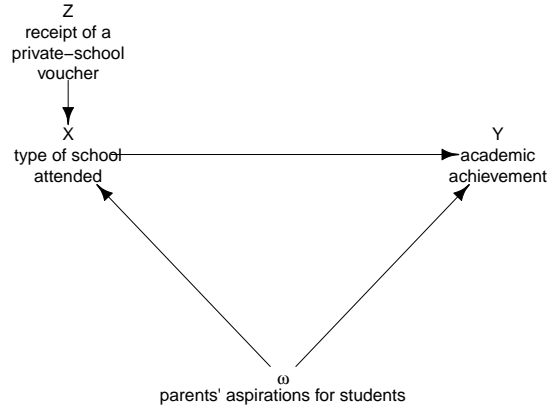 Z
receipt of a
private−school
voucher
X
type of school
attended
Y
academic
achievement
ω
parents' aspirations for students